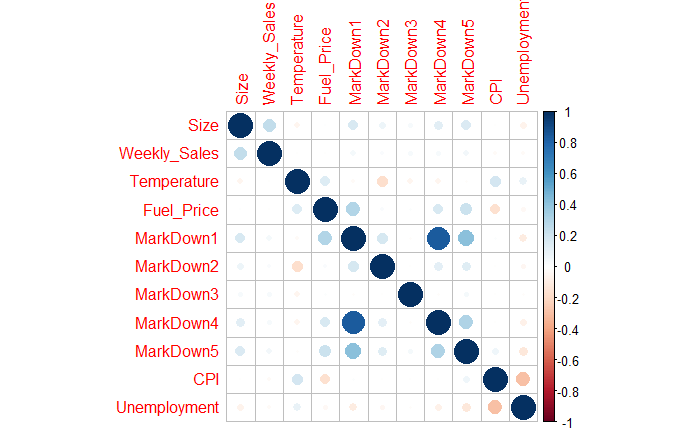 Size
Weekly_Sales
Temperature
Fuel_Price
MarkDown1
MarkDown2
MarkDown3
MarkDown4
MarkDown5
CPI
Unemployment
Size
Weekly_Sales
Temperature
Fuel_Price
MarkDown1
MarkDown2
MarkDown3
MarkDown4
MarkDown5
CPI
Unemployment
1
0.8
0.6
0.4
0.2
0
-0.2
-0.4
-0.6
-0.8
-1